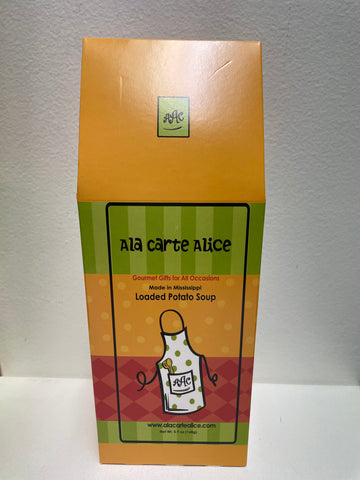 AAC
Ala Carte Alice
Gourmet Gifts for All Occasions
Made in Mississippi
Loaded Potato Soup
AAC
www.alacartealice.com